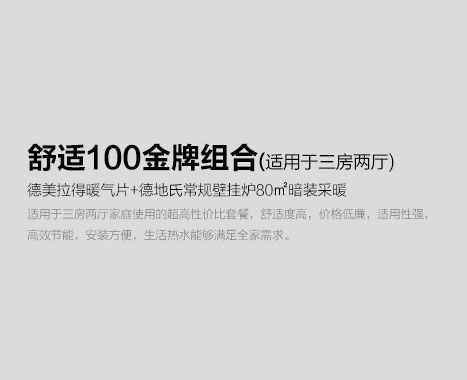 舒适100金牌组合(适用于三房两厅)
德美拉得暖气片+德地氏常规壁挂炉80㎡暗装采暖
适用于三房两厅家庭使用的超高性价比套餐，舒适度高，价格低廉，适用性强，
高效节能，安装方便，生活热水能够满足全家需求。